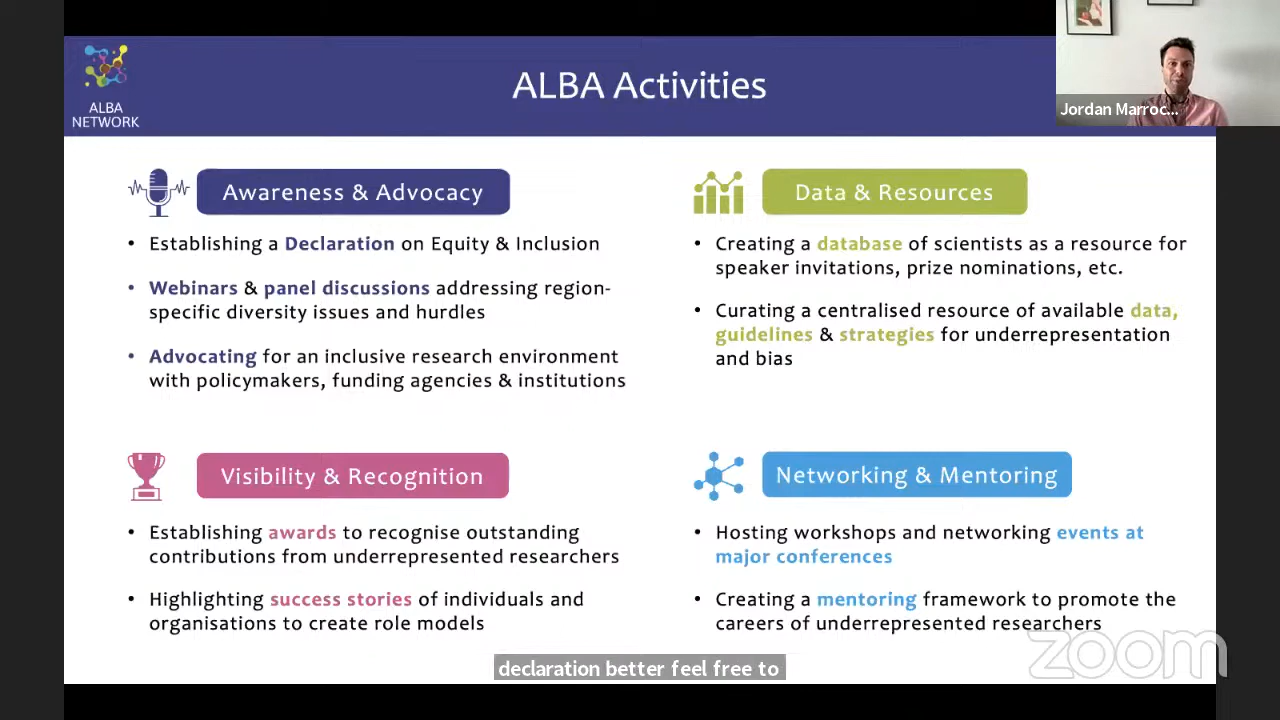 ALBA
NETWORK
ALBA Activities
Jordan Marroc...
Awareness & Advocacy
• Establishing a Declaration on Equity & Inclusion
• Webinars & panel discussions addressing region-
specific diversity issues and hurdles
• Advocating for an inclusive research environment
with policymakers, funding agencies & institutions
Data & Resources
• Creating a database of scientists as a resource for
speaker invitations, prize nominations, etc.
• Curating a centralised resource of available data,
guidelines & strategies for underrepresentation
and bias
Visibility & Recognition
• Establishing awards to recognise outstanding
contributions from underrepresented researchers
• Highlighting success stories of individuals and
organisations to create role models
Networking & Mentoring
• Hosting workshops and networking events at
major conferences
• Creating a mentoring framework to promote the
careers of underrepresented researchers
zoom
declaration better feel free to